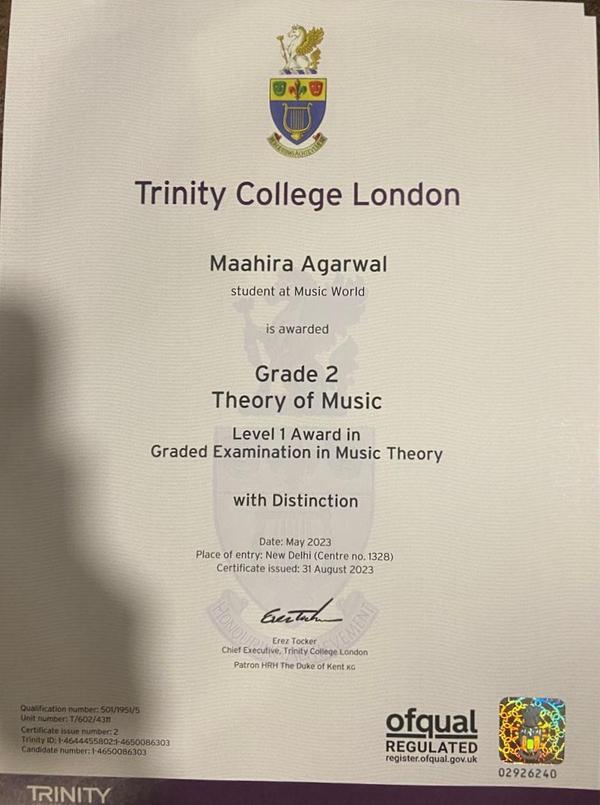 Trinity College London
Maahira Agarwal
student at Music World
is awarded
Grade 2
Theory of Music
Level 1 Award in
Graded Examination in Music Theory
with Distinction
Date: May 2023
Place of entry: New Delhi (Centre no. 1328)
Certificate issued: 31 August 2023
Erez Tocker
Chief Executive, Trinity College London
Patron HRH The Duke of Kent KG
Qualification number: 501/1951/5
Unit number: T/602/4311
Certificate issue number: 2
Trinity ID: 1-4644455802:1-4650086303
Candidate number: 1-4650086303
ofqual
REGULATED
register.ofqual.gov.uk
02926240
TRINITY